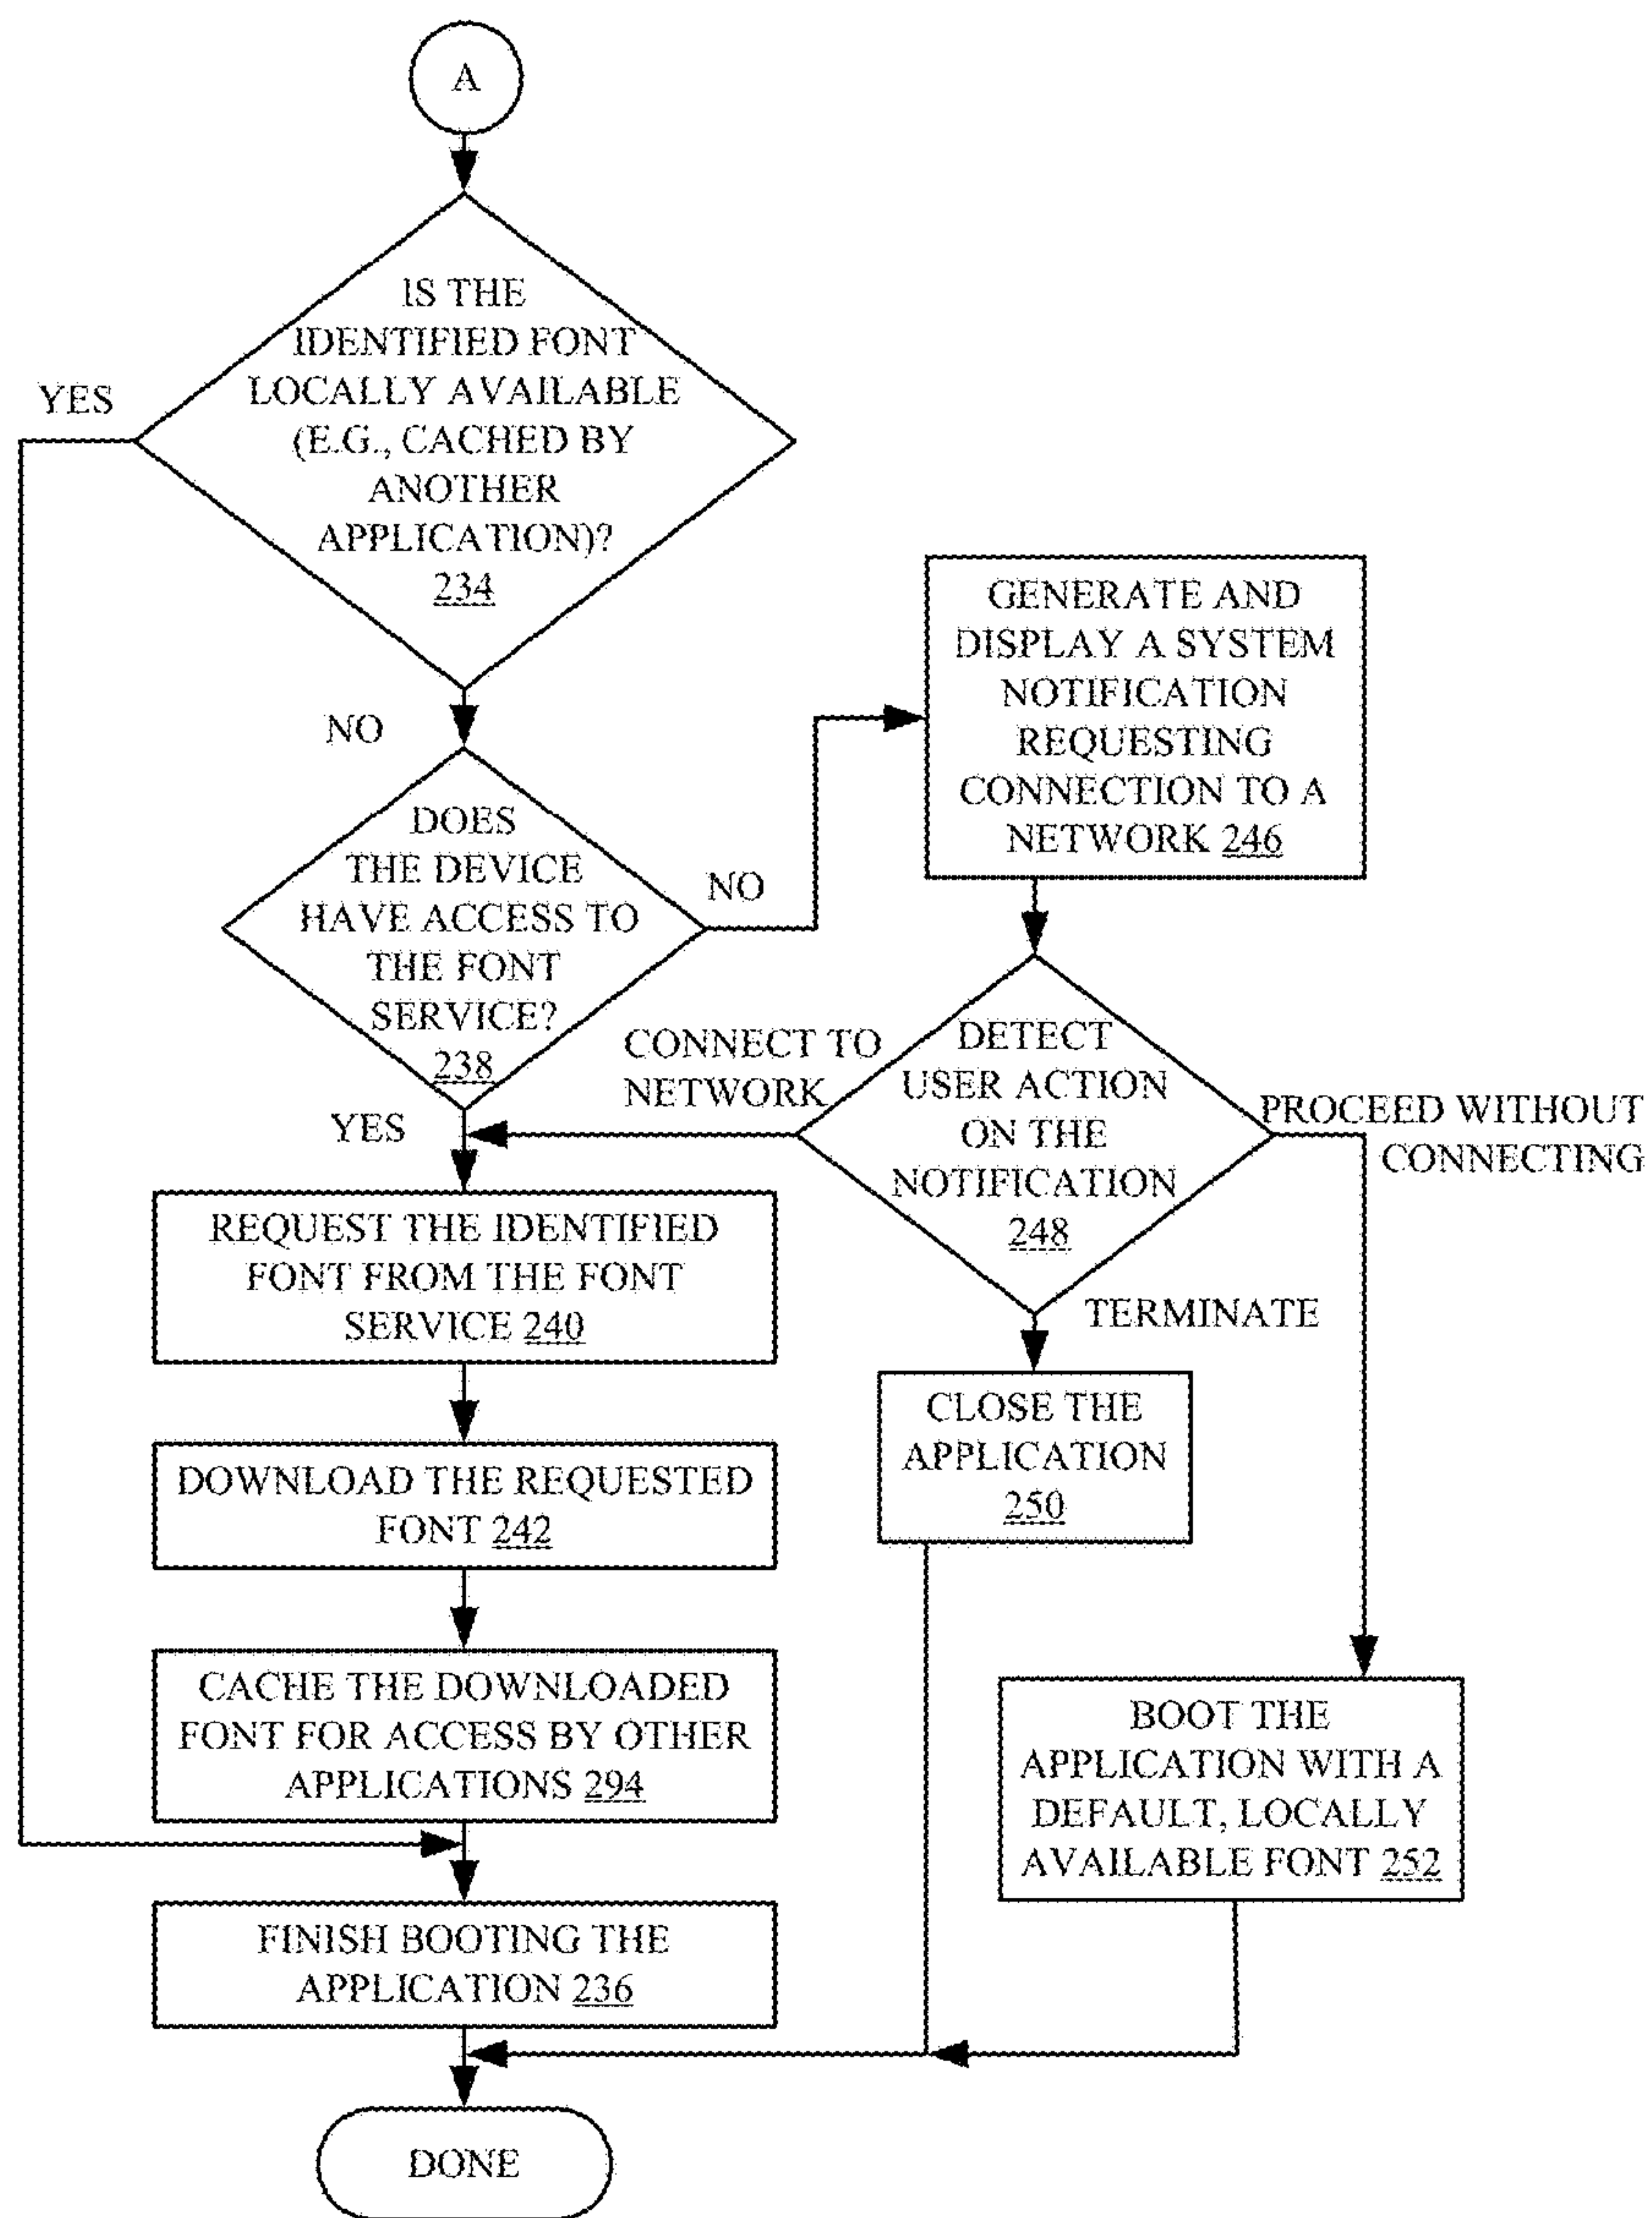 A
IS THE
IDENTIFIED FONT
LOCALLY AVAILABLE
(E.G., CACHED BY
ANOTHER
APPLICATION)?
234
YES
NO
DOES
THE DEVICE
HAVE ACCESS TO
THE FONT
SERVICE?
238
NO
YES
GENERATE AND
DISPLAY A SYSTEM
NOTIFICATION
REQUESTING
CONNECTION TO A
NETWORK 246
DETECT
USER ACTION
ON THE
NOTIFICATION
248
CONNECT TO
NETWORK
PROCEED WITHOUT
CONNECTING
TERMINATE
REQUEST THE IDENTIFIED
FONT FROM THE FONT
SERVICE 240
CLOSE THE
APPLICATION
250
DOWNLOAD THE REQUESTED
FONT 242
CACHE THE DOWNLOADED
FONT FOR ACCESS BY OTHER
APPLICATIONS 294
BOOT THE
APPLICATION WITH A
DEFAULT, LOCALLY
AVAILABLE FONT 252
FINISH BOOTING THE
APPLICATION 236
DONE